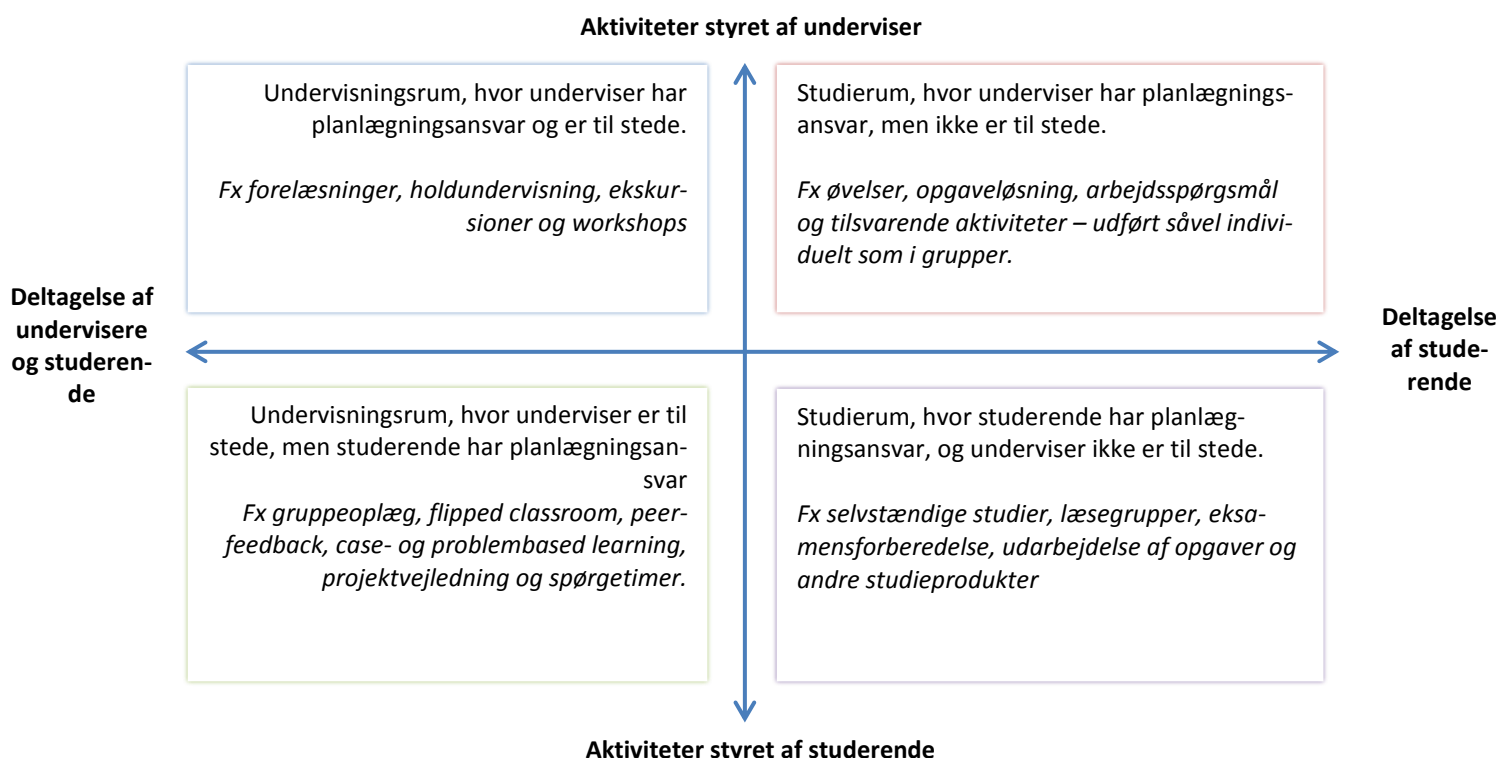 Aktiviteter styret af underviser
Undervisningsrum, hvor underviser har
planlægningsansvar og er til stede.
Fx forelæsninger, holdundervisning, ekskur-
sioner og workshops
Studierum, hvor underviser har planlægnings-
ansvar, men ikke er til stede.
Fx øvelser, opgaveløsning, arbejdsspørgsmål
og tilsvarende aktiviteter – udført såvel indivi-
duelt som i grupper.
Deltagelse af
undervisere
og studeren-
de
Deltagelse
af stude-
rende
Undervisningsrum, hvor underviser er til
stede, men studerende har planlægningsan-
svar
Fx gruppeoplæg, flipped classroom, peer-
feedback, case- og problembased learning,
projektvejledning og spørgetimer.
Studierum, hvor studerende har planlæg-
ningsansvar, og underviser ikke er til stede.
Fx selvstændige studier, læsegrupper, eksa-
mensforberedelse, udarbejdelse af opgaver og
andre studieprodukter
Aktiviteter styret af studerende